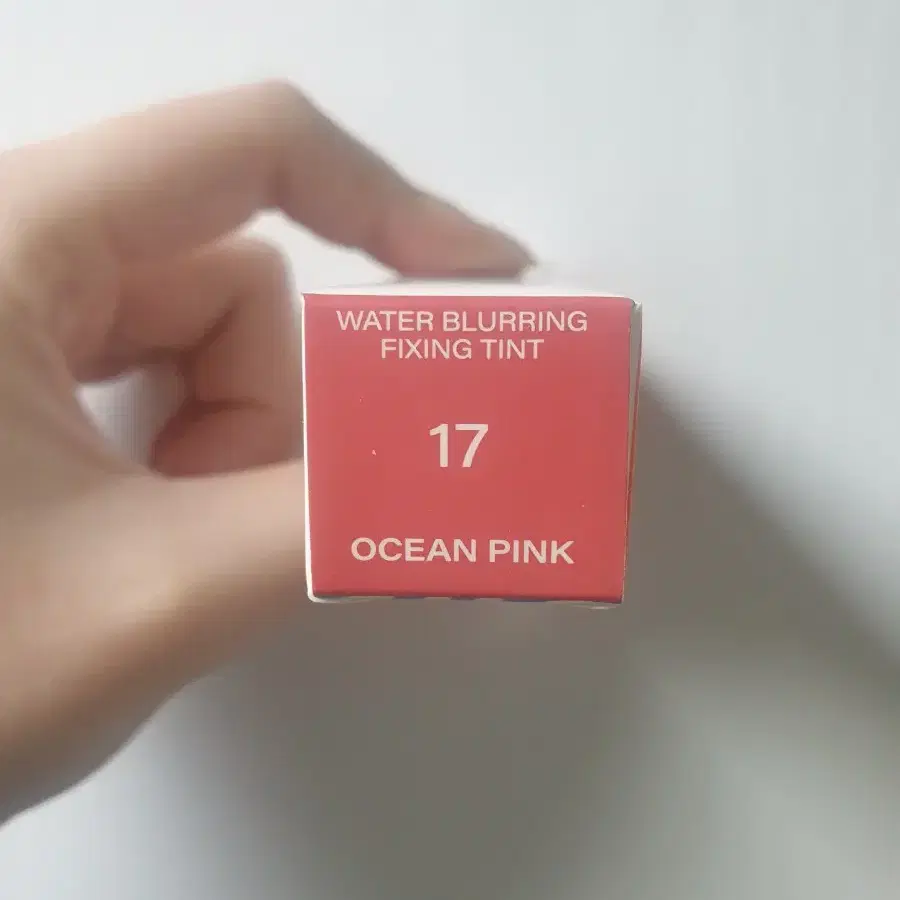 WATER BLURRING
FIXING TINT
17
OCEAN PINK